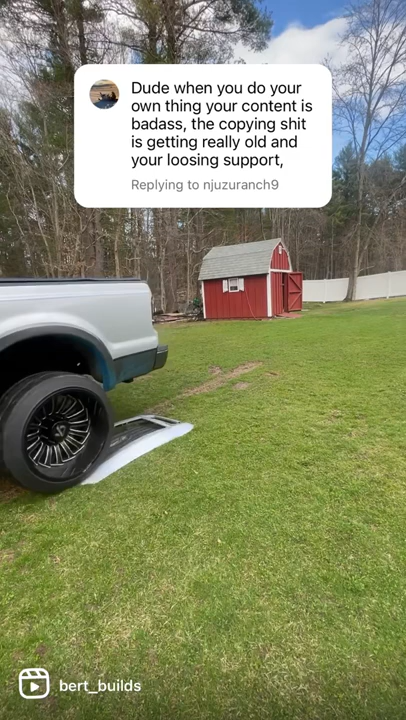 Dude when you do your
own thing your content is
badass, the copying shit
is getting really old and
your loosing support,
Replying to njuzuranch9
bert_builds